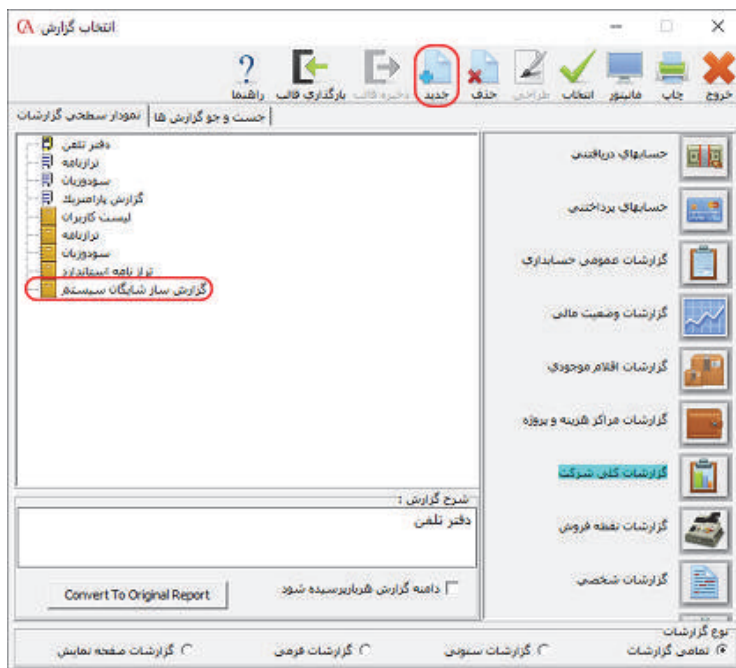 انتخاب گزارش
خروج
چاپ
مانیتور
انتخاب
طراحی
حذف
جدید
ذخیره قالب
بارگذاری قالب
راهنما
جست و جو گزارش ها
نمودار سطحی گزارشات
دفتر تلفن
ترازنامه
سودوزیان
گزارش پارامتریک
لیست کاربران
ترازنامه
سودوزیان
تراز نامه استاندارد
گزارش ساز شایگان سیستم
حسابهای دریافتنی
حسابهای پرداختنی
گزارشات عمومی حسابداری
گزارشات وضعیت مالی
گزارشات اقلام موجودی
گزارشات مراکز هزینه و پروژه
گزارشات کلی شرکت
گزارشات نقطه فروش
گزارشات شخصی
شرح گزارش :
دفتر تلفن
دامنه گزارش هربارپرسیده شود
Convert To Original Report
نوع گزارشات
تمامی گزارشات
گزارشات ستونی
گزارشات فرمی
گزارشات صفحه نمایش